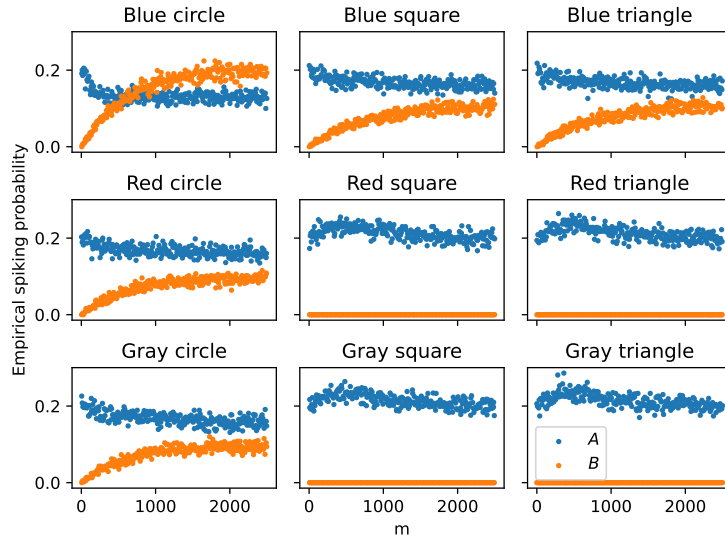 Blue circle Blue square Blue triangle
0.2
0.0
Red circle Red square Red triangle
0.2
0.0
Empirical spiking probability
Gray circle Gray square Gray triangle
0.2
0.0
A
B
0 1000 2000 0 1000 2000 0 1000 2000
m